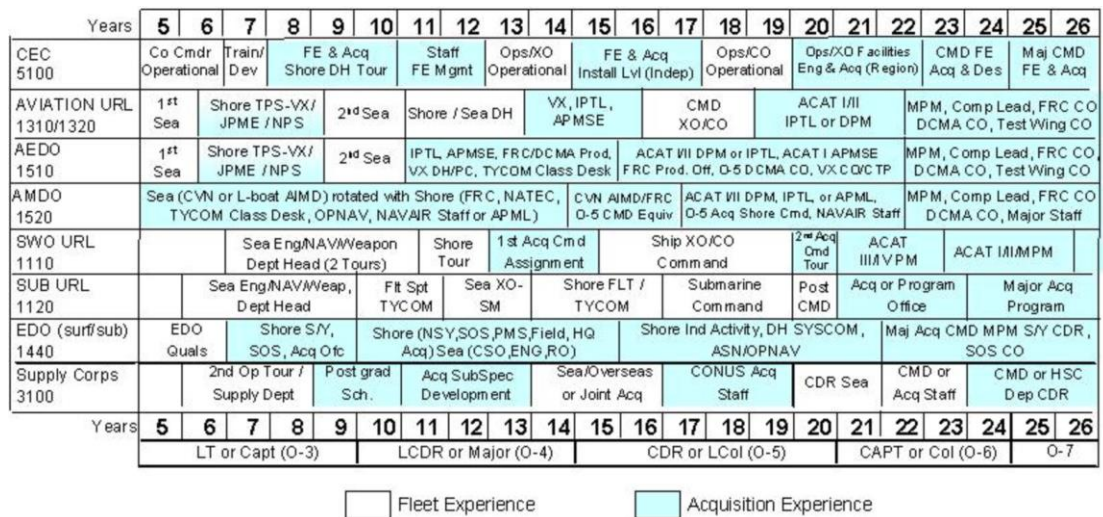 Years 5 6 7 8 9 10 11 12 13 14 15 16 17 18 19 20 21 22 23 24 25 26
CEC
5100
Co Cmdr
Operational
Train/
Dev
FE & Acq
Shore DH Tour
Staff
FE Mgmt
Ops/XO
Operational
FE & Acq
Install Lvl (Indep)
Ops/CO
Operational
Ops/XO Facilities
Eng & Acq (Region)
CMD FE
Acq & Des
Maj CMD
FE & Acq
AVIATION URL
1310/1320
1st
Sea
Shore TPS-VX/
JPME / NPS
2nd Sea
Shore / Sea DH
VX, IPTL,
APMSE
CMD
XO/CO
ACAT I/II
IPTL or DPM
MPM, Comp Lead, FRC CO
DCMA CO, Test Wing CO
AEDO
1510
1st
Sea
Shore TPS-VX/
JPME / NPS
2nd Sea
IPTL, APMSE, FRC/DCMA Prod,
VX DH/PC, TYCOM Class Desk
ACAT I/II DPM or IPTL, ACAT I APMSE
FRC Prod. Off, O-5 DCMA CO, VX CO/CTP
MPM, Comp Lead, FRC CO,
DCMA CO, Test Wing CO
AMDO
1520
Sea (CVN or L-boat AIMD) rotated with Shore (FRC, NATEC,
TYCOM Class Desk, OPNAV, NAVAIR Staff or APML)
CVN AIMD/FRC
O-5 CMD Equiv
ACAT I/II DPM, IPTL, or APML,
O-5 Acq Shore Cmd, NAVAIR Staff
MPM, Comp Lead, FRC CO
DCMA CO, Major Staff
SWO URL
1110
Sea Eng/NAV/Weapon
Dept Head (2 Tours)
Shore
Tour
1st Acq Cmd
Assignment
Ship XO/CO
Command
2nd Acq
Cmd
Tour
ACAT
III/IV PM
ACAT I/II/MPM
SUB URL
1120
Sea Eng/NAV/Weap,
Dept Head
Flt Spt
TYCOM
Sea XO-
SM
Shore FLT /
TYCOM
Submarine
Command
Post
CMD
Acq or Program
Office
Major Acq
Program
EDO (surf/sub)
1440
EDO
Quals
Shore S/Y,
SOS, Acq Ofc
Shore (NSY,SOS,PMS,Field, HQ
Acq) Sea (CSO,ENG,RO)
Shore Ind Activity, DH SYSCOM,
ASN/OPNAV
Maj Acq CMD MPM S/Y CDR,
SOS CO
Supply Corps
3100
2nd Op Tour /
Supply Dept
Post grad
Sch.
Acq SubSpec
Development
Sea/Overseas
or Joint Acq
CONUS Acq
Staff
CDR Sea
CMD or
Acq Staff
CMD or HSC
Dep CDR
Years 5 6 7 8 9 10 11 12 13 14 15 16 17 18 19 20 21 22 23 24 25 26
LT or Capt (O-3) LCDR or Major (O-4) CDR or LCol (O-5) CAPT or Col (O-6) O-7
Fleet Experience Acquisition Experience